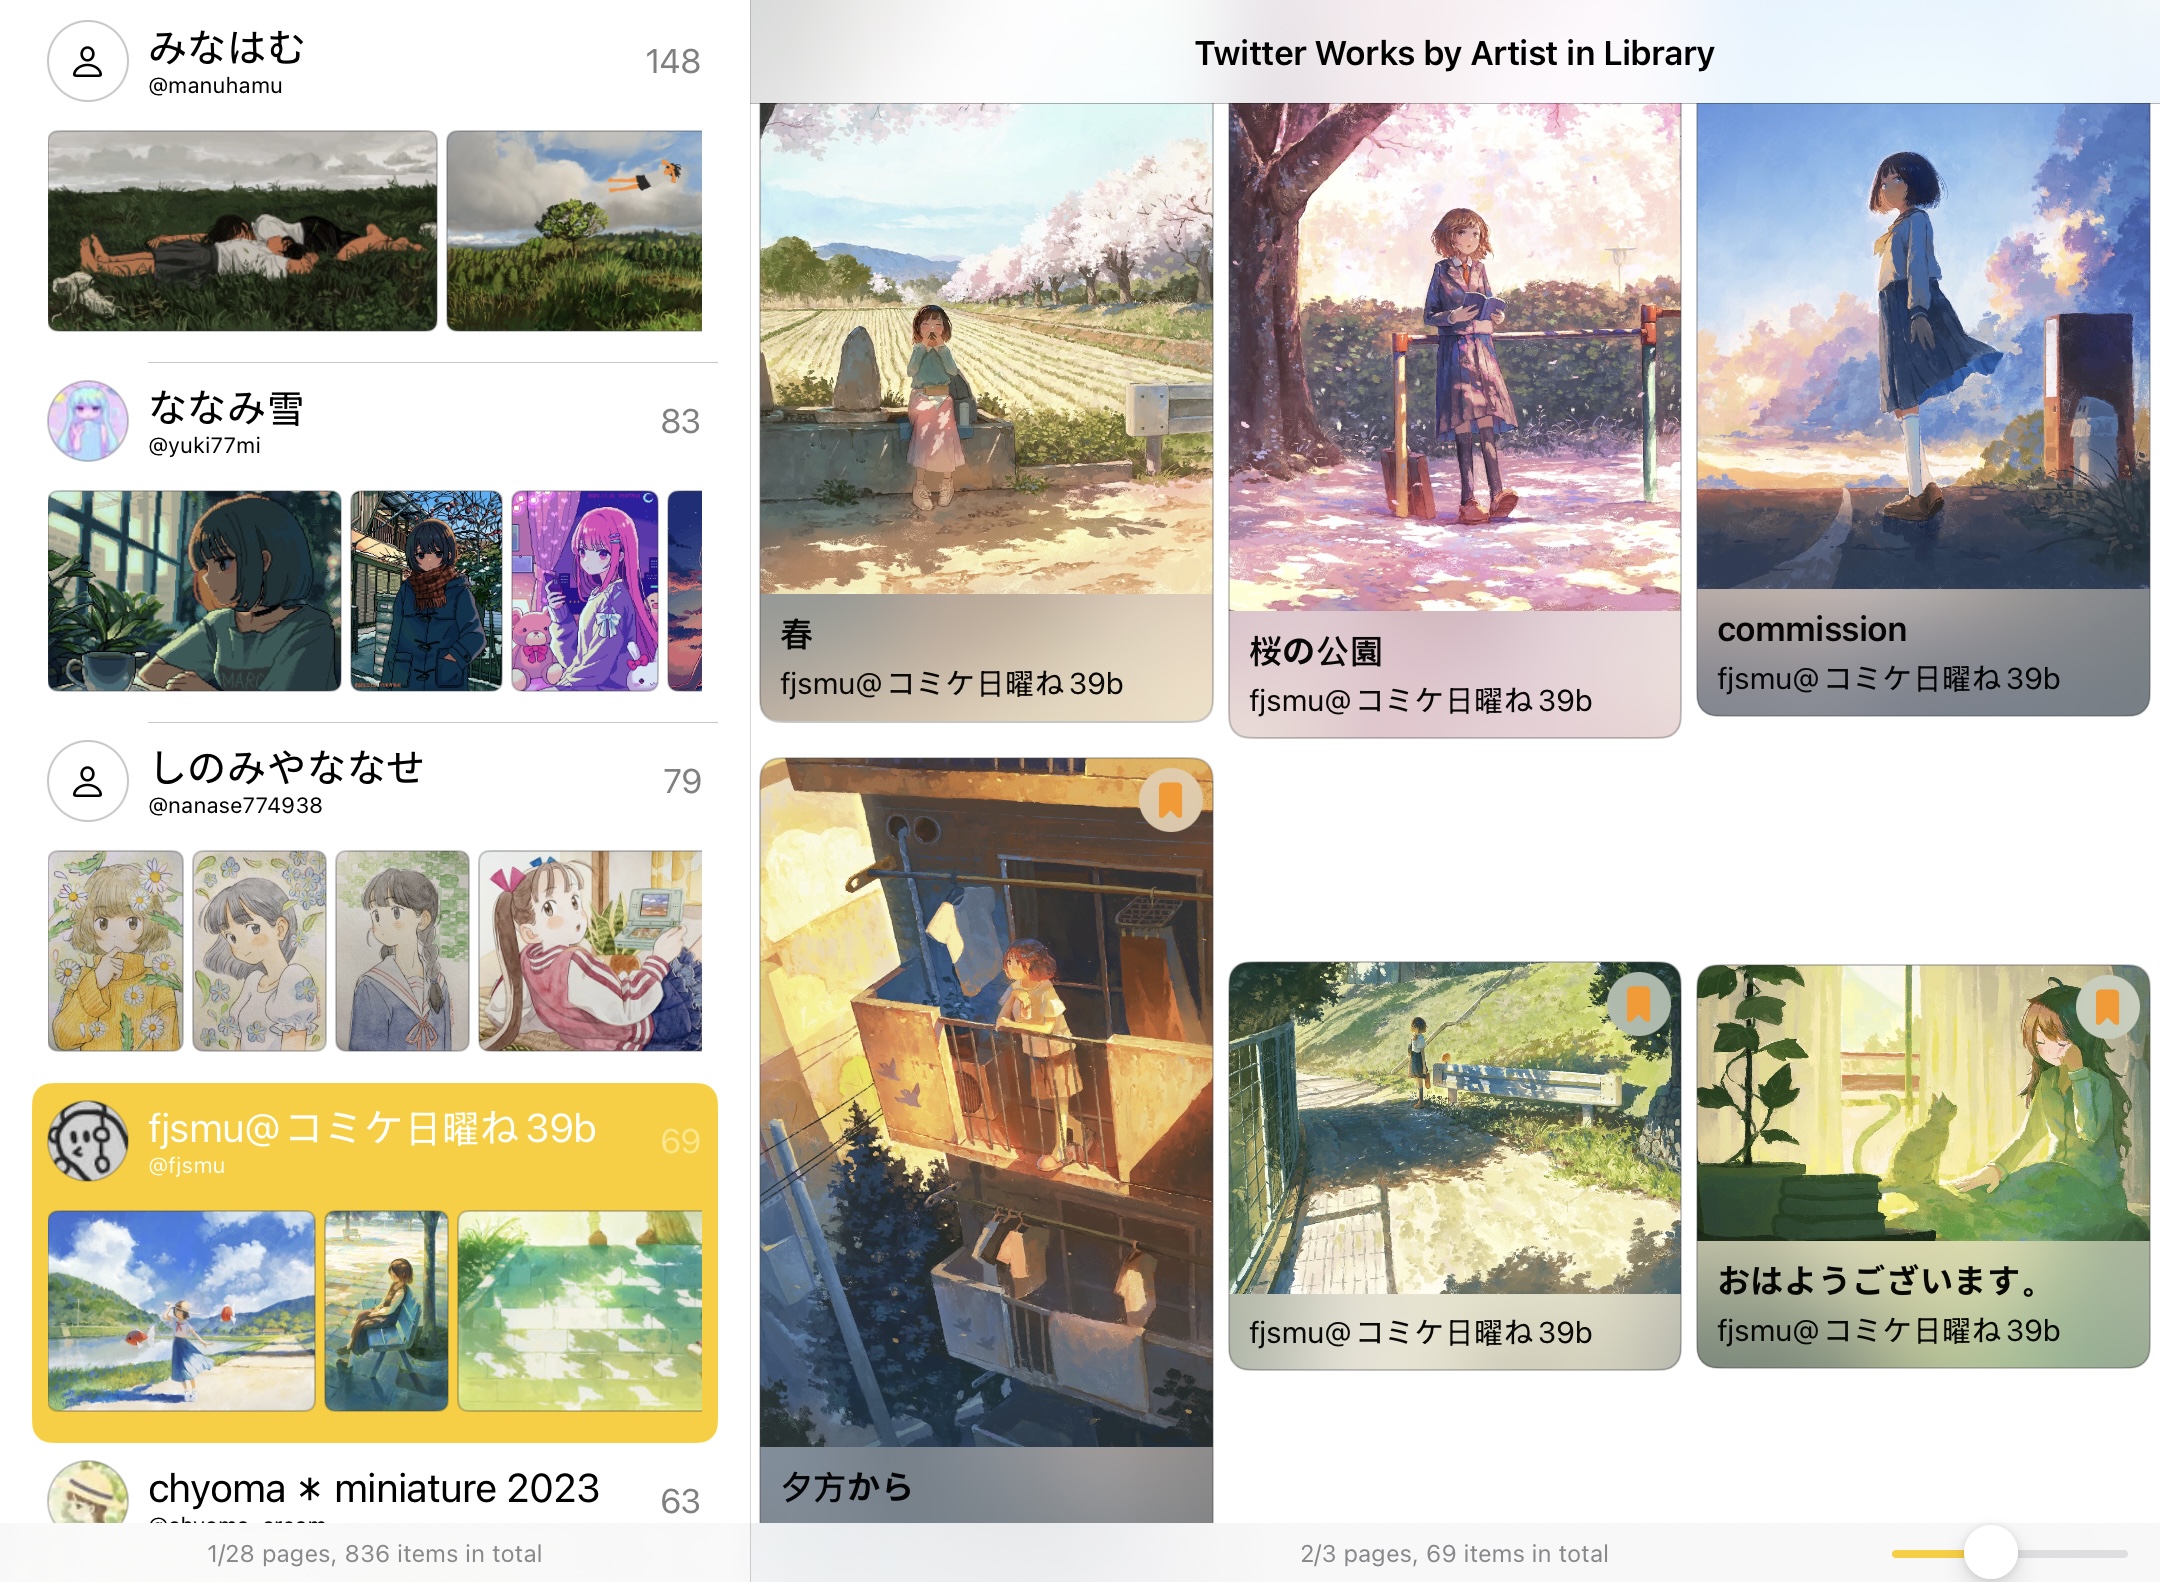 みなはむ
@manuhamu
148
ななみ雪
@yuki77mi
83
しのみやななせ
@nanase774938
79
fjsmu@コミケ日曜ね39b
@fjsmu
69
chyoma * miniature 2023
63
1/28 pages, 836 items in total
Twitter Works by Artist in Library
春
fjsmu@コミケ日曜ね39b
桜の公園
fjsmu@コミケ日曜ね39b
commission
fjsmu@コミケ日曜ね39b
夕方から
fjsmu@コミケ日曜ね39b
おはようございます。
fjsmu@コミケ日曜ね39b
2/3 pages, 69 items in total